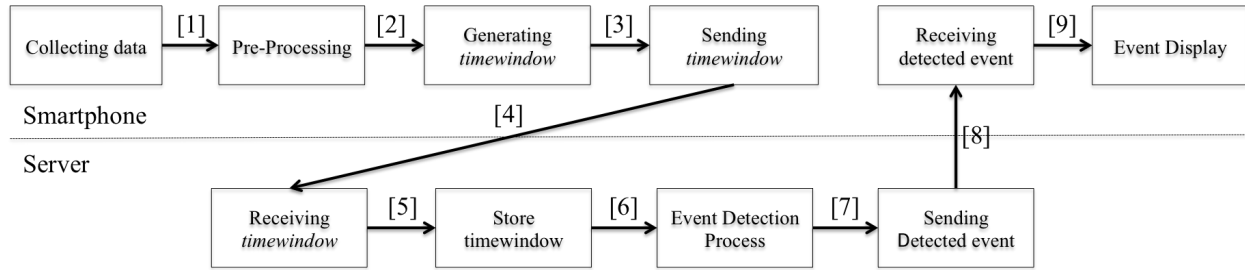 [1]
[2]
[3]
[9]
Collecting data
Pre-Processing
Generating
timewindow
Sending
timewindow
Receiving
detected event
Event Display
Smartphone
[4]
[8]
Server
[5]
[6]
[7]
Receiving
timewindow
Store
timewindow
Event Detection
Process
Sending
Detected event